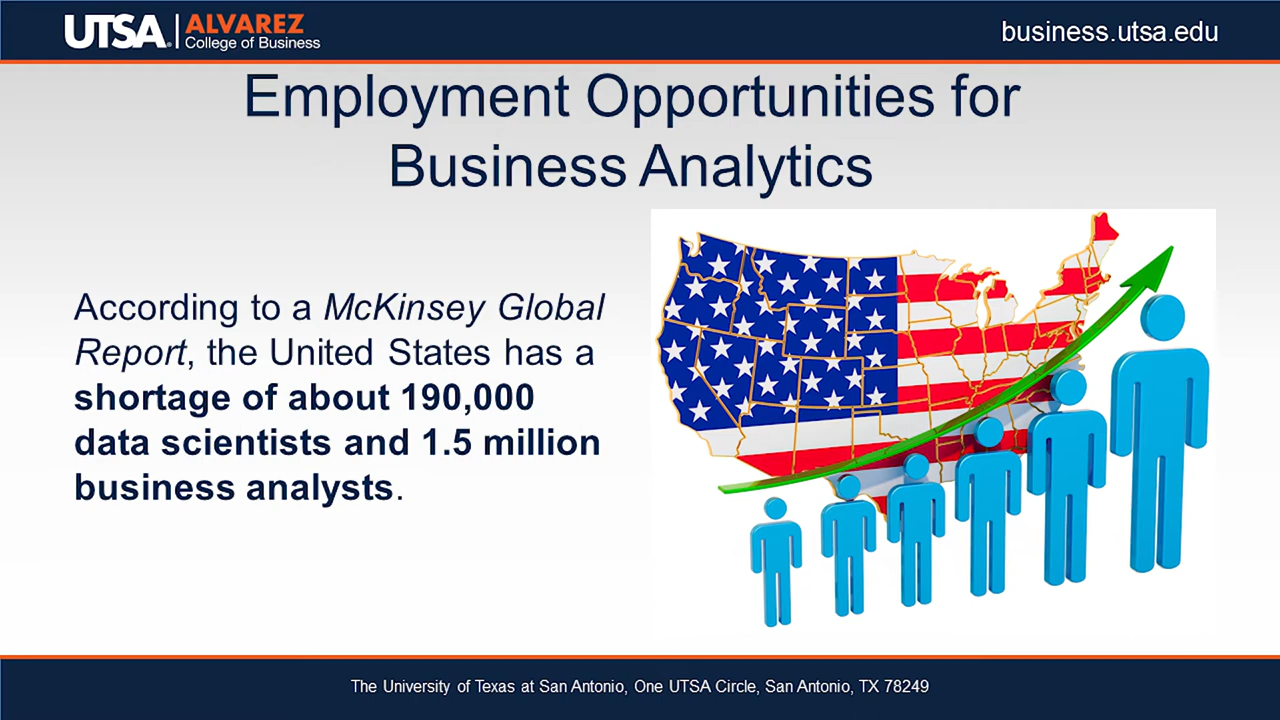 UTSA. ALVAREZ
College of Business
business.utsa.edu
Employment Opportunities for
Business Analytics
According to a McKinsey Global
Report, the United States has a
shortage of about 190,000
data scientists and 1.5 million
business analysts.
The University of Texas at San Antonio, One UTSA Circle, San Antonio, TX 78249